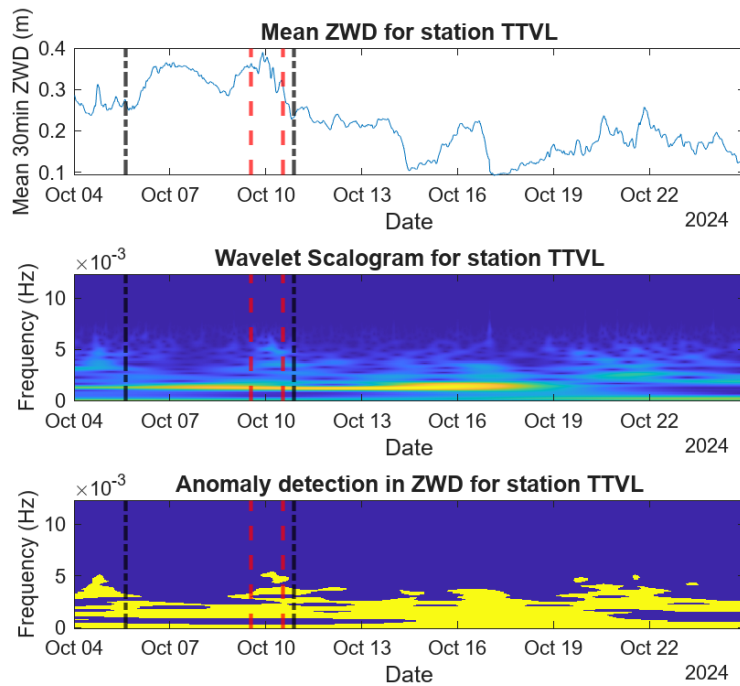 Mean ZWD for station TTVL
Mean 30min ZWD (m)
0.4
0.3
0.2
0.1
Oct 04 Oct 07 Oct 10 Oct 13 Oct 16 Oct 19 Oct 22
Date
2024
Wavelet Scalogram for station TTVL
×10⁻³
Frequency (Hz)
10
5
0
Oct 04 Oct 07 Oct 10 Oct 13 Oct 16 Oct 19 Oct 22
Date
2024
Anomaly detection in ZWD for station TTVL
×10⁻³
Frequency (Hz)
10
5
0
Oct 04 Oct 07 Oct 10 Oct 13 Oct 16 Oct 19 Oct 22
Date
2024